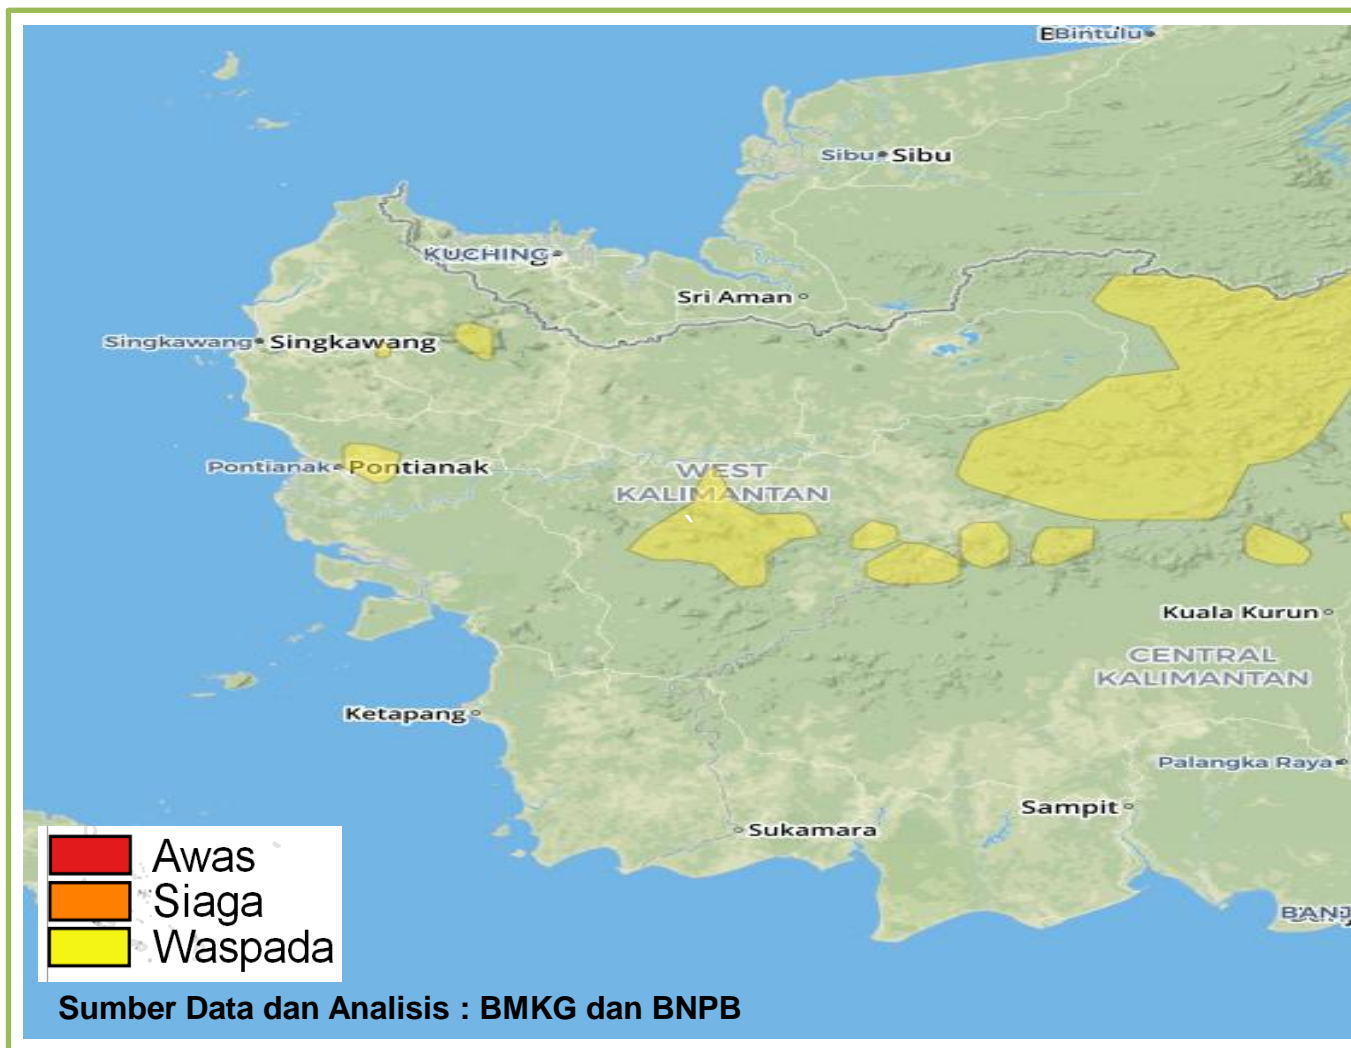 Bintulu
Sibu Sibu
KUCHING
Sri Aman
Singkawang Singkawang
Pontianak Pontianak
WEST
KALIMANTAN
Kuala Kurun
CENTRAL
KALIMANTAN
Ketapang
Palangka Raya
Sampit
Sukamara
BANJ
Awas
Siaga
Waspada
Sumber Data dan Analisis : BMKG dan BNPB